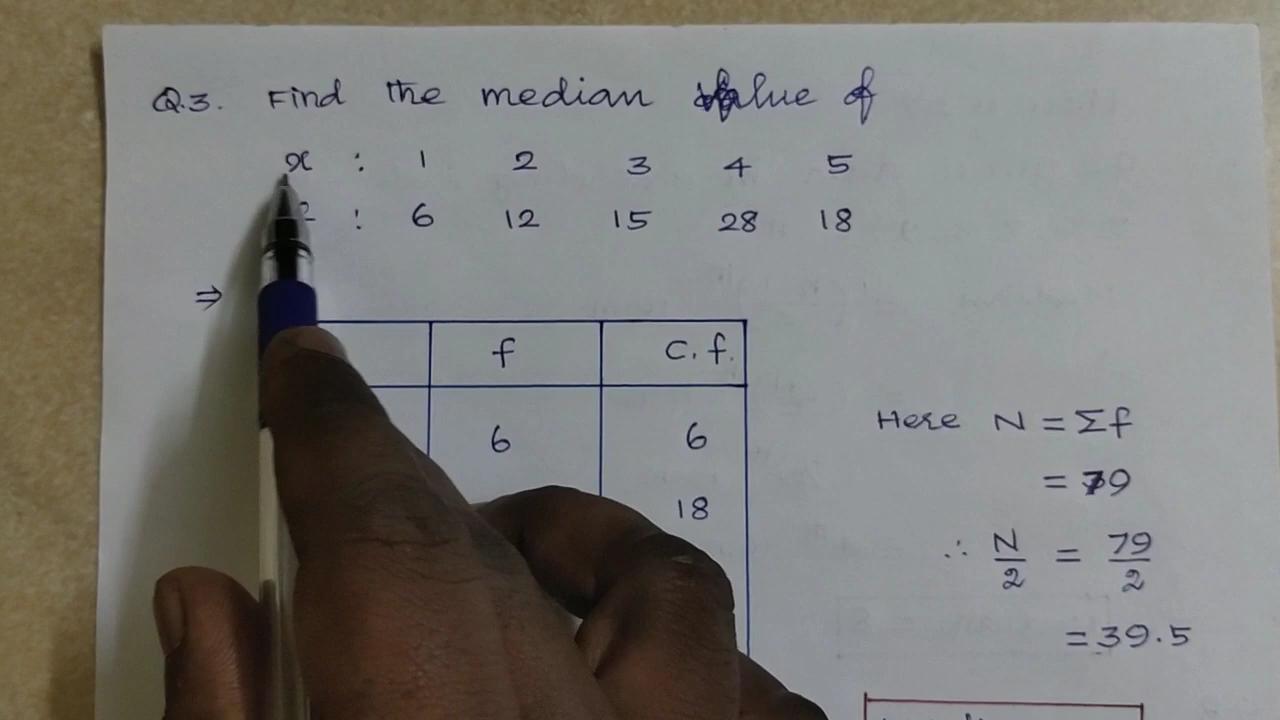 Q.3. Find the median value of
x : 1 2 3 4 5
: 6 12 15 28 18
⇒
f c.f.
6 6
18
Here N = Σf
= 79
∴ N/2 = 79/2
= 39.5